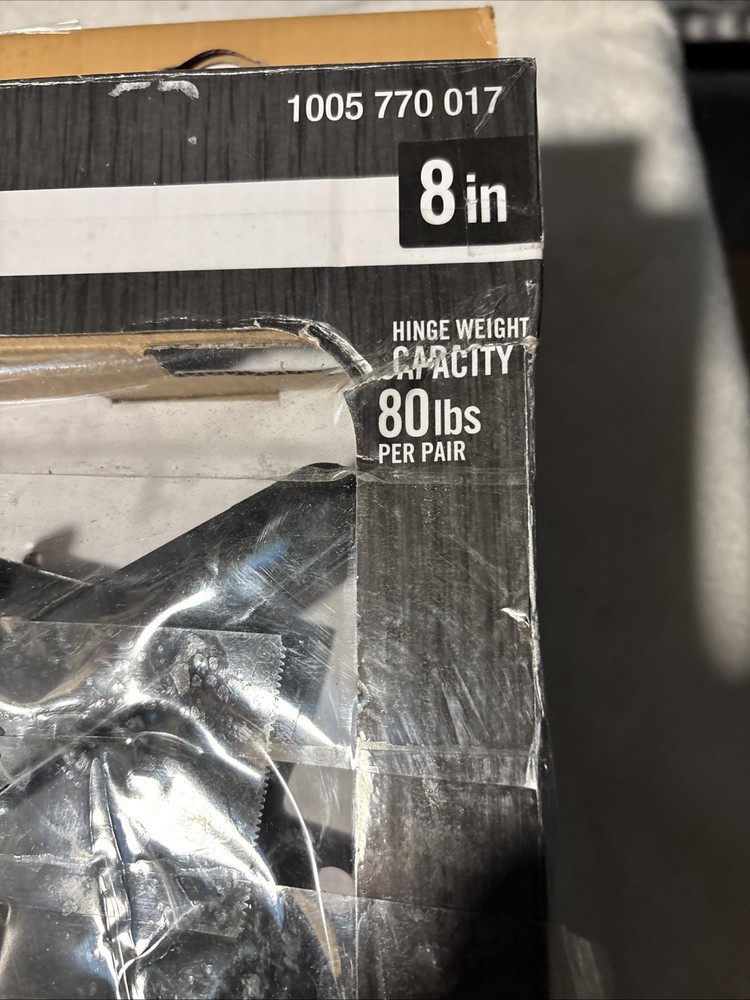 1005 770 017
8 in
HINGE WEIGHT
CAPACITY
80 lbs
PER PAIR